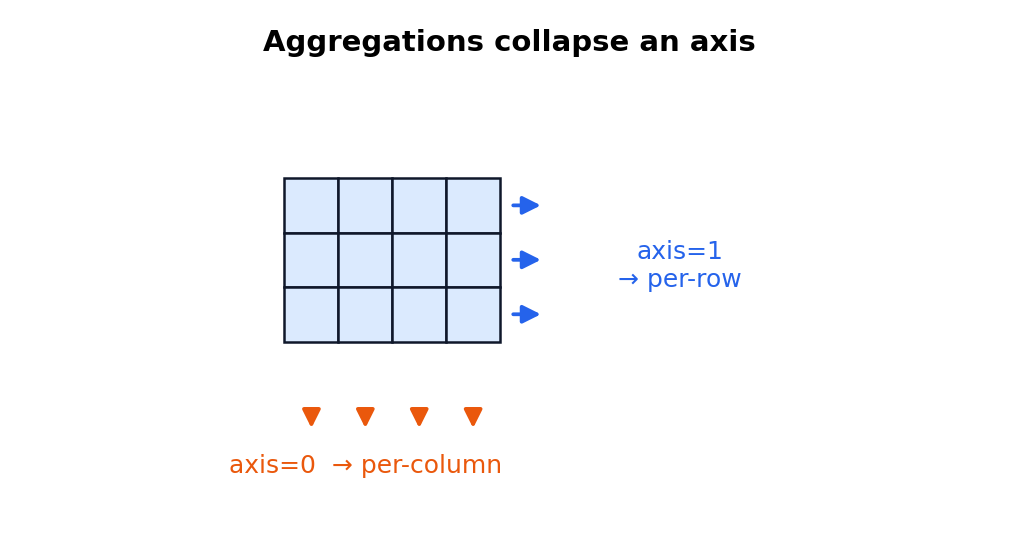 Aggregations collapse an axis
axis=1
→ per-row
axis=0  → per-column